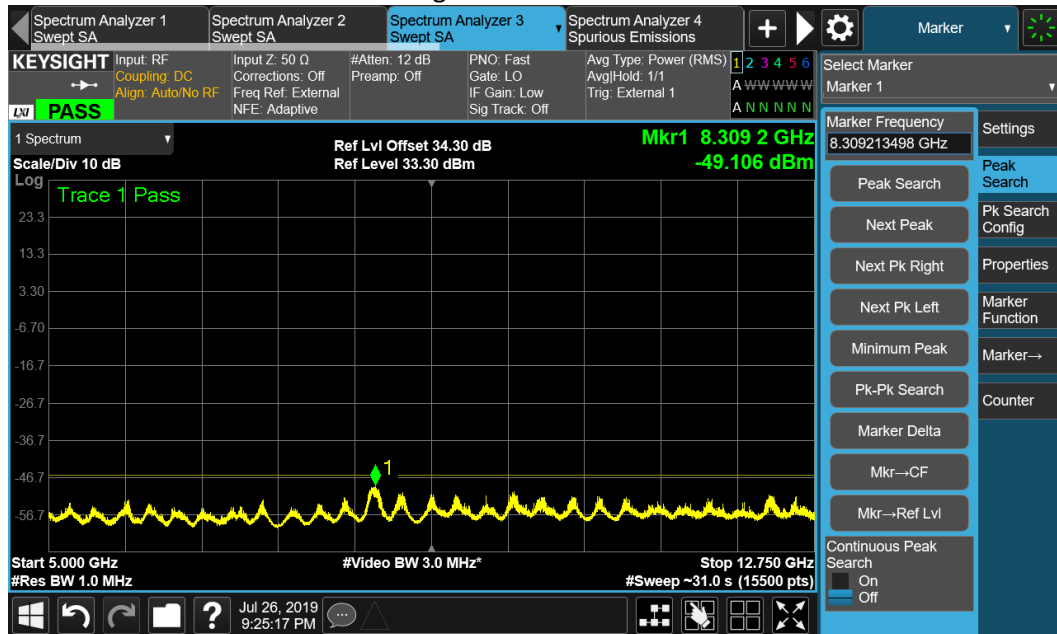 Spectrum Analyzer 1
Swept SA
Spectrum Analyzer 2
Swept SA
Spectrum Analyzer 3
Swept SA
Spectrum Analyzer 4
Spurious Emissions
+
Marker
KEYSIGHT
LXI PASS
Input: RF
Coupling: DC
Align: Auto/No RF
Input Z: 50 Ω
Corrections: Off
Freq Ref: External
NFE: Adaptive
#Atten: 12 dB
Preamp: Off
PNO: Fast
Gate: LO
IF Gain: Low
Sig Track: Off
Avg Type: Power (RMS)
Avg|Hold: 1/1
Trig: External 1
1 2 3 4 5 6
A W W W W W
A N N N N N
Select Marker
Marker 1
1 Spectrum
Scale/Div 10 dB
Log
Ref Lvl Offset 34.30 dB
Ref Level 33.30 dBm
Mkr1 8.309 2 GHz
-49.106 dBm
Trace 1 Pass
23.3
13.3
3.30
-6.70
-16.7
-26.7
-36.7
-46.7
-56.7
1
Start 5.000 GHz
#Res BW 1.0 MHz
#Video BW 3.0 MHz*
Stop 12.750 GHz
#Sweep ~31.0 s (15500 pts)
Marker Frequency
8.309213498 GHz
Peak Search
Next Peak
Next Pk Right
Next Pk Left
Minimum Peak
Pk-Pk Search
Marker Delta
Mkr→CF
Mkr→Ref Lvl
Continuous Peak
Search
On
Off
Settings
Peak
Search
Pk Search
Config
Properties
Marker
Function
Marker→
Counter
?
Jul 26, 2019
9:25:17 PM